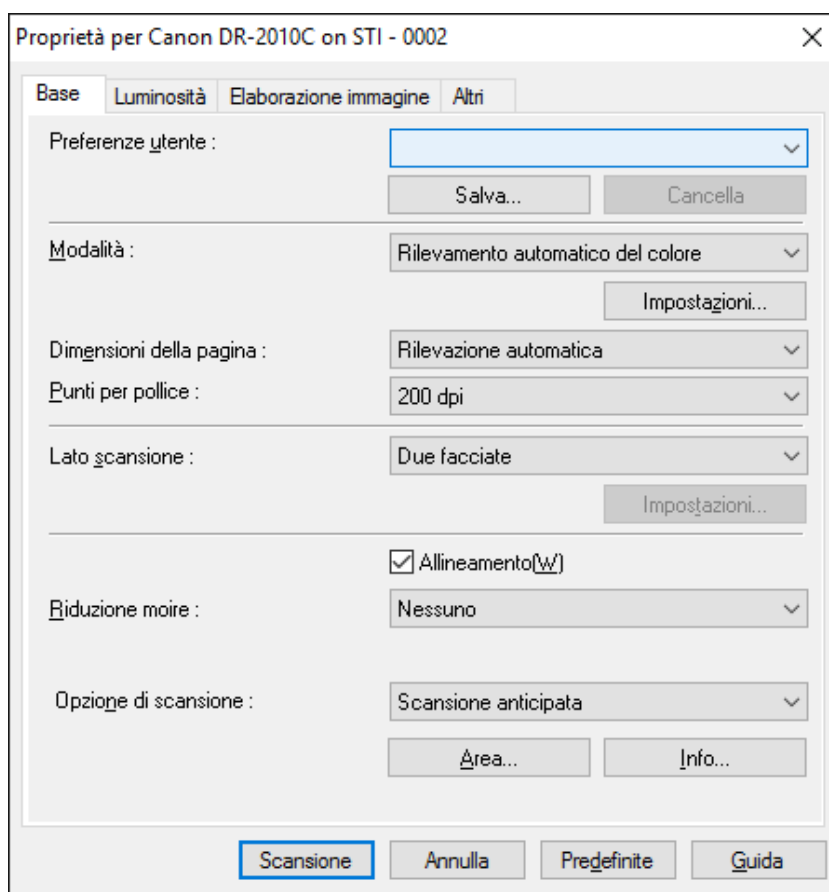 Proprietà per Canon DR-2010C on STI - 0002
Base Luminosità Elaborazione immagine Altri
Preferenze utente :
Salva... Cancella
Modalità : Rilevamento automatico del colore
Impostazioni...
Dimensioni della pagina : Rilevazione automatica
Punti per pollice : 200 dpi
Lato scansione : Due facciate
Impostazioni...
Allineamento(W)
Riduzione moire : Nessuno
Opzione di scansione : Scansione anticipata
Area... Info...
Scansione Annulla Predefinite Guida